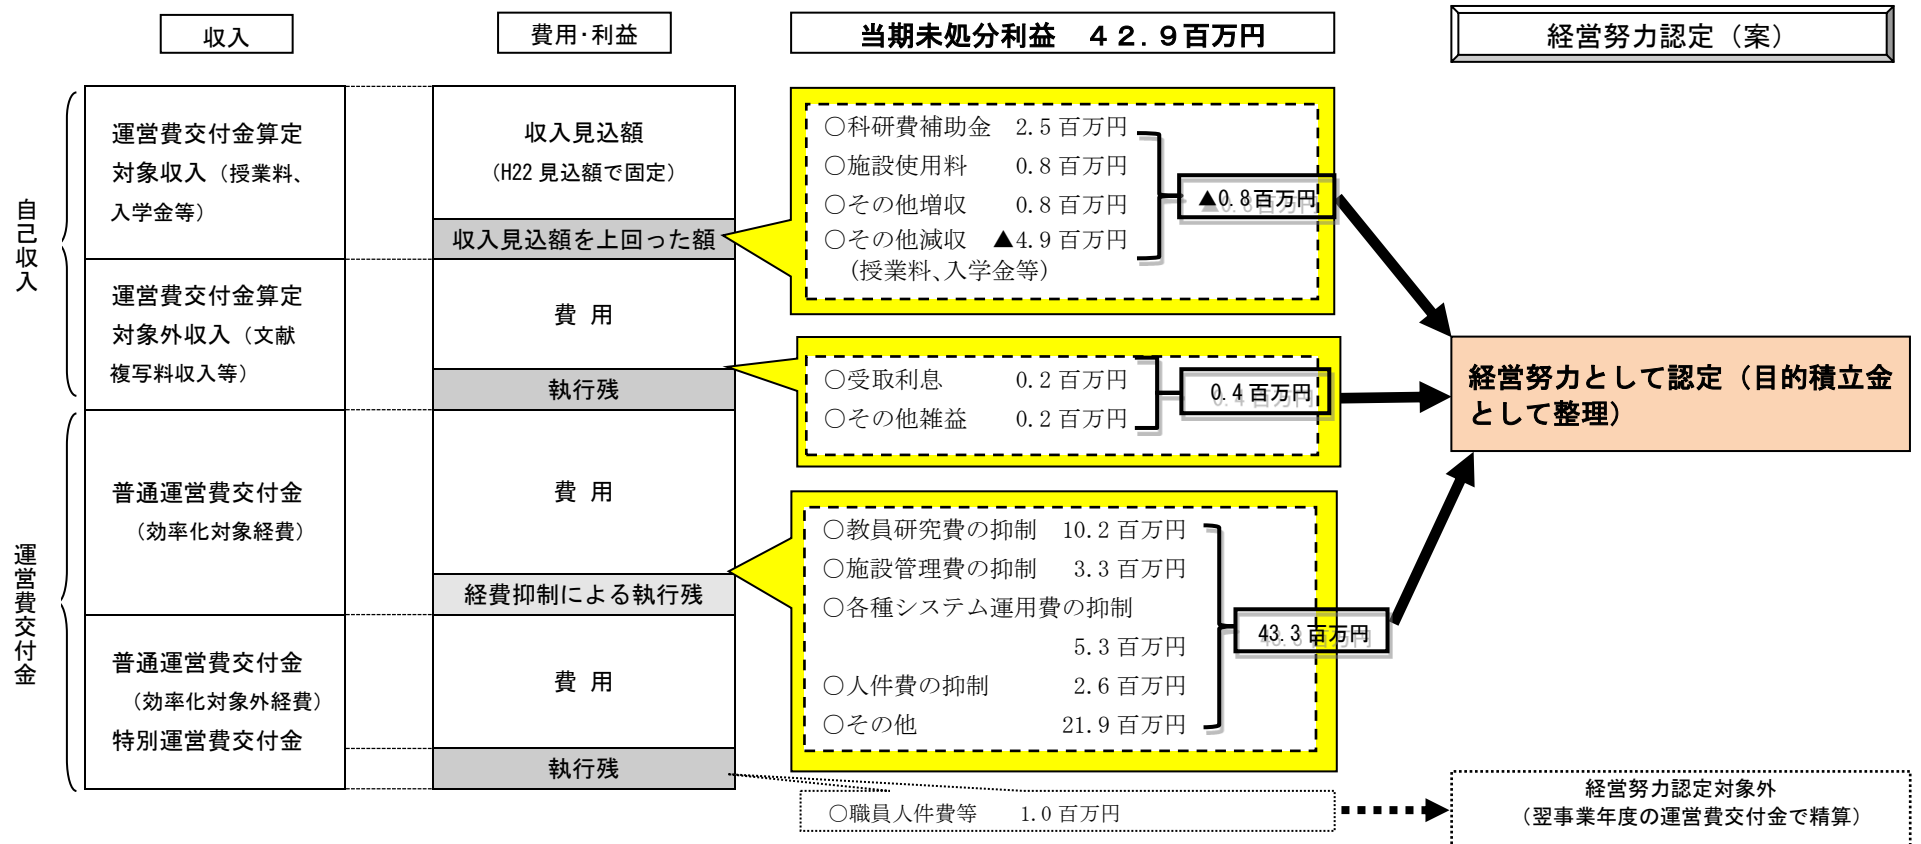 収入
費用・利益
当期未処分利益　４２.９百万円
経営努力認定（案）
自己収入
運営費交付金算定
対象収入（授業料、
入学金等）
収入見込額
（H22 見込額で固定）
収入見込額を上回った額
○科研費補助金　2.5 百万円
○施設使用料　0.8 百万円
○その他増収　0.8 百万円
○その他減収　▲4.9 百万円
（授業料、入学金等）
▲0.8 百万円
運営費交付金算定
対象外収入（文献
複写料収入等）
費 用
執行残
○受取利息　0.2 百万円
○その他雑益　0.2 百万円
0.4 百万円
経営努力として認定（目的積立金
として整理）
運営費交付金
普通運営費交付金
（効率化対象経費）
費 用
経費抑制による執行残
○教員研究費の抑制　10.2 百万円
○施設管理費の抑制　3.3 百万円
○各種システム運用費の抑制
5.3 百万円
○人件費の抑制　2.6 百万円
○その他　21.9 百万円
43.3 百万円
普通運営費交付金
（効率化対象外経費）
特別運営費交付金
費 用
執行残
○職員人件費等　1.0 百万円
経営努力認定対象外
（翌事業年度の運営費交付金で精算）